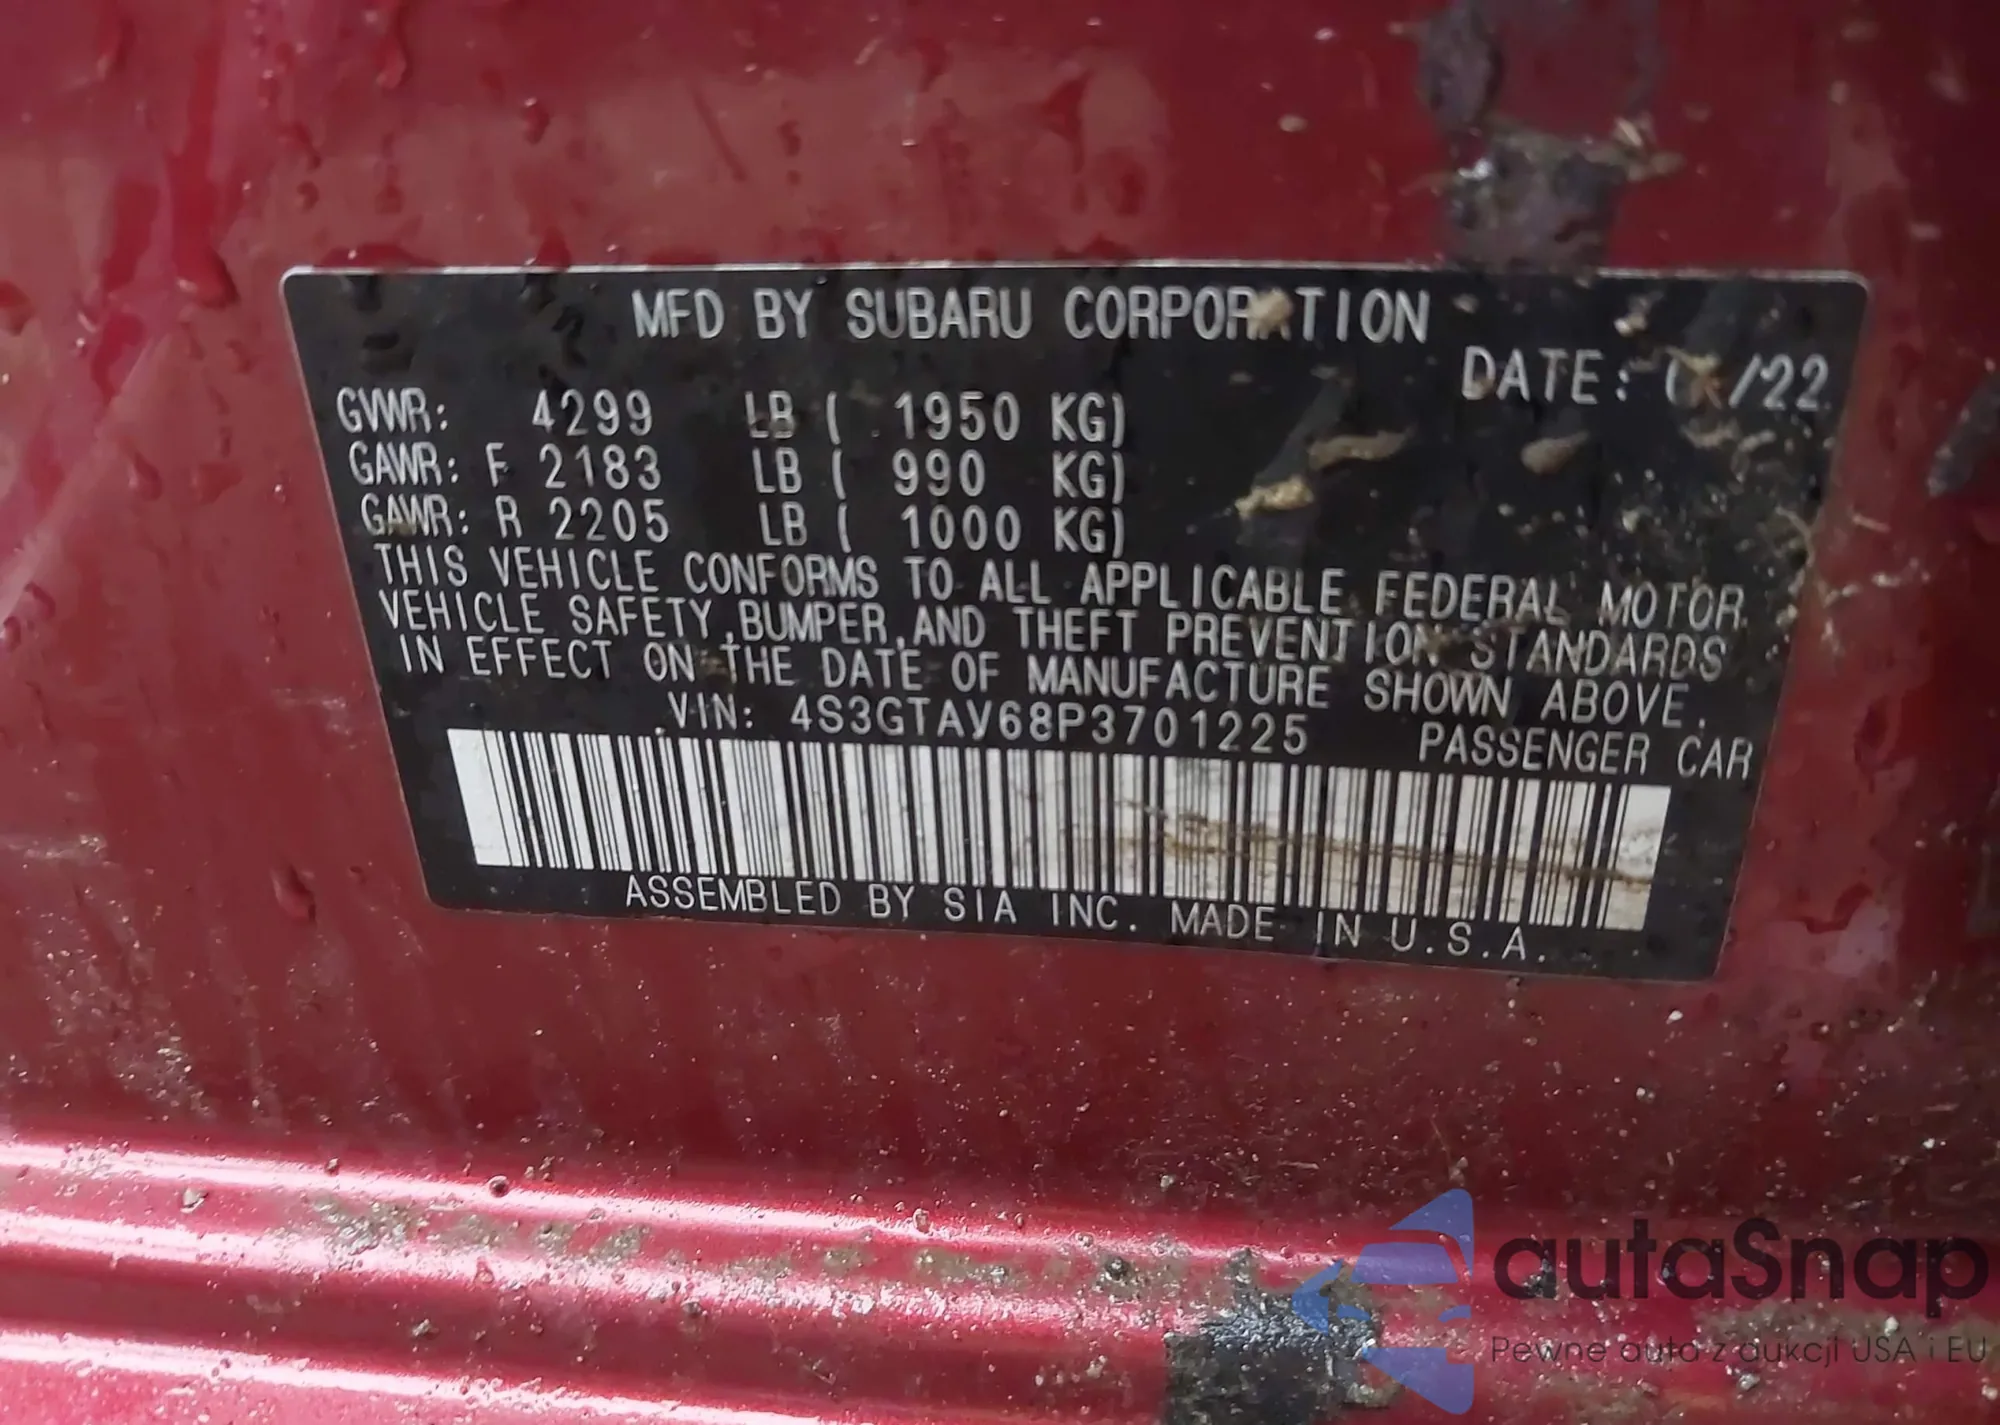 MFD BY SUBARU CORPORATION
DATE: /22
GVWR: 4299 LB ( 1950 KG)
GAWR: F 2183 LB ( 990 KG)
GAWR: R 2205 LB ( 1000 KG)
THIS VEHICLE CONFORMS TO ALL APPLICABLE FEDERAL MOTOR
VEHICLE SAFETY,BUMPER,AND THEFT PREVENTION STANDARDS
IN EFFECT ON THE DATE OF MANUFACTURE SHOWN ABOVE.
VIN: 4S3GTAV68P3701225 PASSENGER CAR
ASSEMBLED BY SIA INC. MADE IN U.S.A.
autaSnap
Pewne auta z aukcji USA i EU